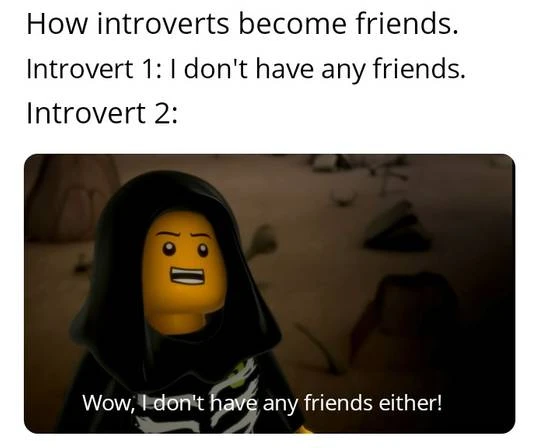 How introverts become friends.
Introvert 1: I don't have any friends.
Introvert 2:
Wow, I don't have any friends either!